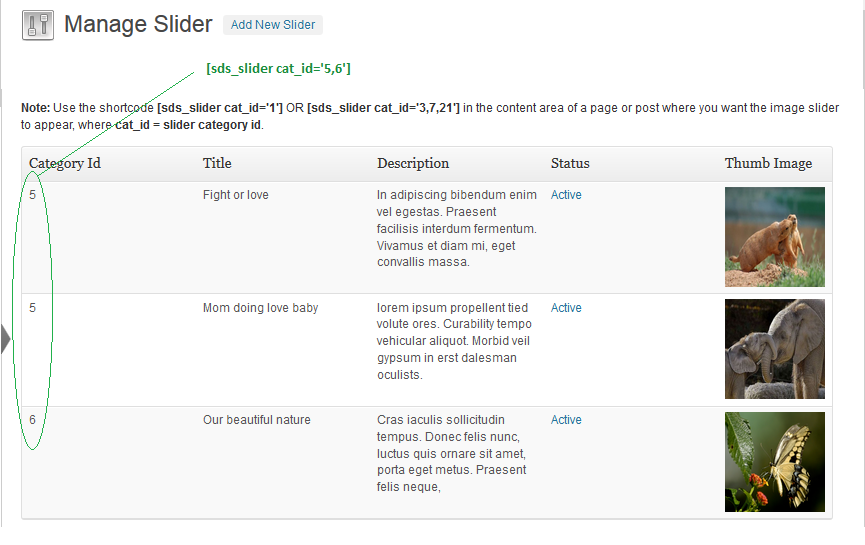 Manage Slider Add New Slider
[sds_slider cat_id='5,6']
Note: Use the shortcode [sds_slider cat_id='1'] OR [sds_slider cat_id='3,7,21'] in the content area of a page or post where you want the image slider
to appear, where cat_id = slider category id.
Category Id Title Description Status Thumb Image
5 Fight or love In adipiscing bibendum enim Active
vel egestas. Praesent
facilisis interdum fermentum.
Vivamus et diam mi, eget
convallis massa.
5 Mom doing love baby lorem ipsum propellent tied Active
volute ores. Curability tempo
vehicular aliquot. Morbid veil
gypsum in erst dalesman
oculists.
6 Our beautiful nature Cras iaculis sollicitudin Active
tempus. Donec felis nunc,
luctus quis ornare sit amet,
porta eget metus. Praesent
felis neque,